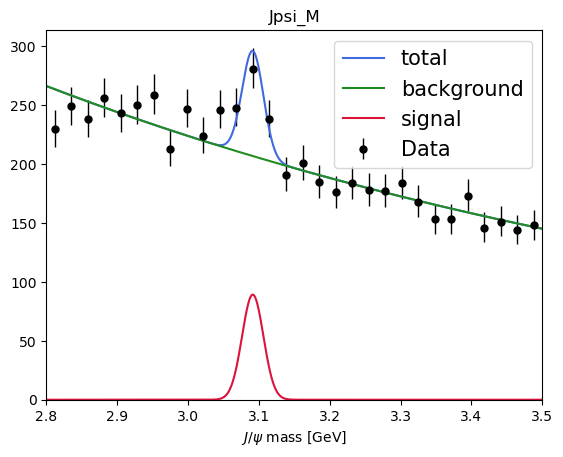 Jpsi_M
total
background
signal
Data
300
250
200
150
100
50
0
2.8 2.9 3.0 3.1 3.2 3.3 3.4 3.5
J/ψ mass [GeV]